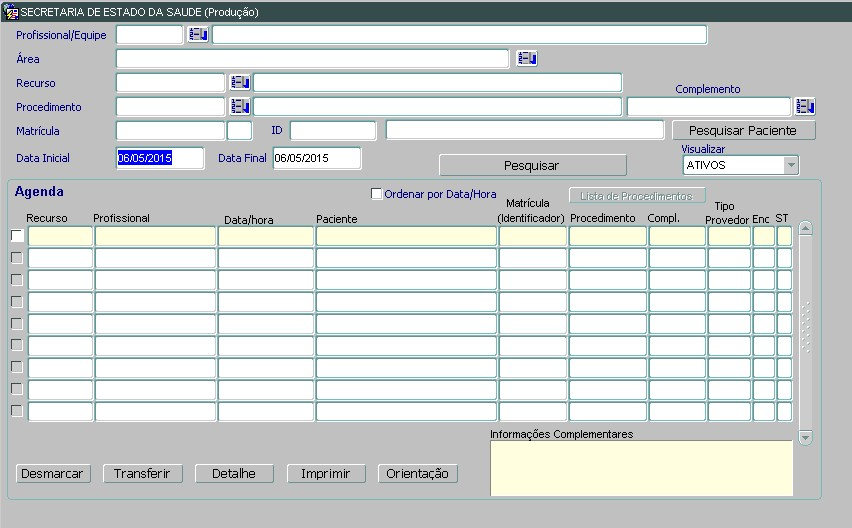 SECRETARIA DE ESTADO DA SAUDE (Produção)
Profissional/Equipe
Área
Recurso
Complemento
Procedimento
Matrícula ID Pesquisar Paciente
Data Inicial 06/05/2015 Data Final 06/05/2015 Pesquisar
Visualizar
ATIVOS
Agenda
Ordenar por Data/Hora Lista de Procedimentos
Recurso Profissional Data/hora Paciente Matrícula (Identificador) Procedimento Compl. Tipo Provedor Enc ST
Informações Complementares
Desmarcar Transferir Detalhe Imprimir Orientação